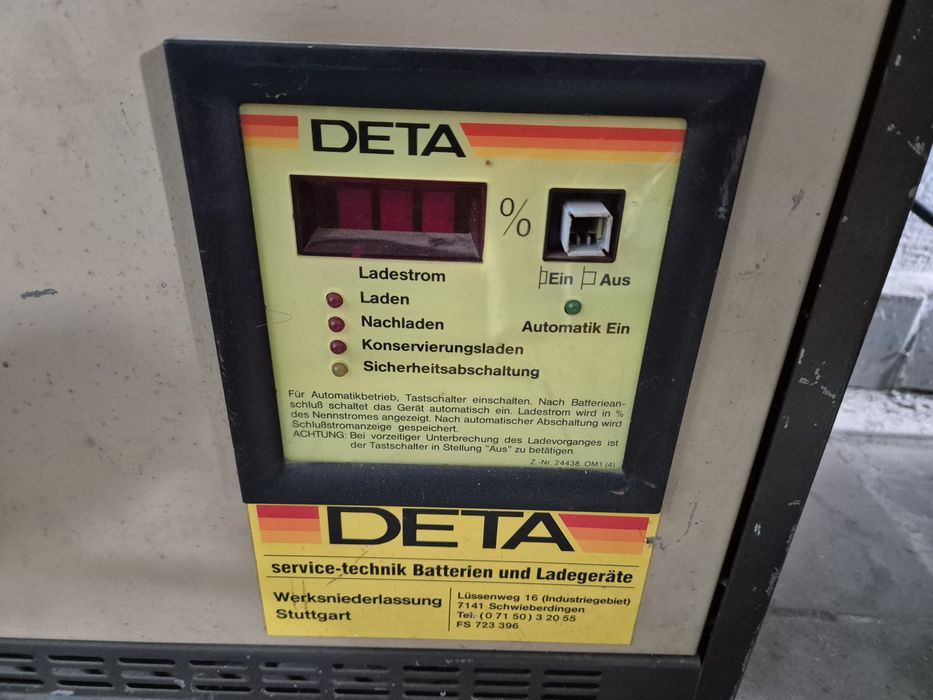 DETA
%
Ladestrom
Ein Aus
Laden
Nachladen
Automatik Ein
Konservierungsladen
Sicherheitsabschaltung
Für Automatikbetrieb, Tastschalter einschalten. Nach Batteriean-
schluß schaltet das Gerät automatisch ein. Ladestrom wird in %
des Nennstromes angezeigt. Nach automatischer Abschaltung wird
Schlußstromanzeige gespeichert.
ACHTUNG: Bei vorzeitiger Unterbrechung des Ladevorganges ist
der Tastschalter in Stellung "Aus" zu betätigen.
Z.-Nr. 24438. OM1 (4)
DETA
service-technik Batterien und Ladegeräte
Werksniederlassung
Stuttgart
Lüssenweg 16 (Industriegebiet)
7141 Schwieberdingen
Tel. (0 71 50) 3 20-55
FS 723 396